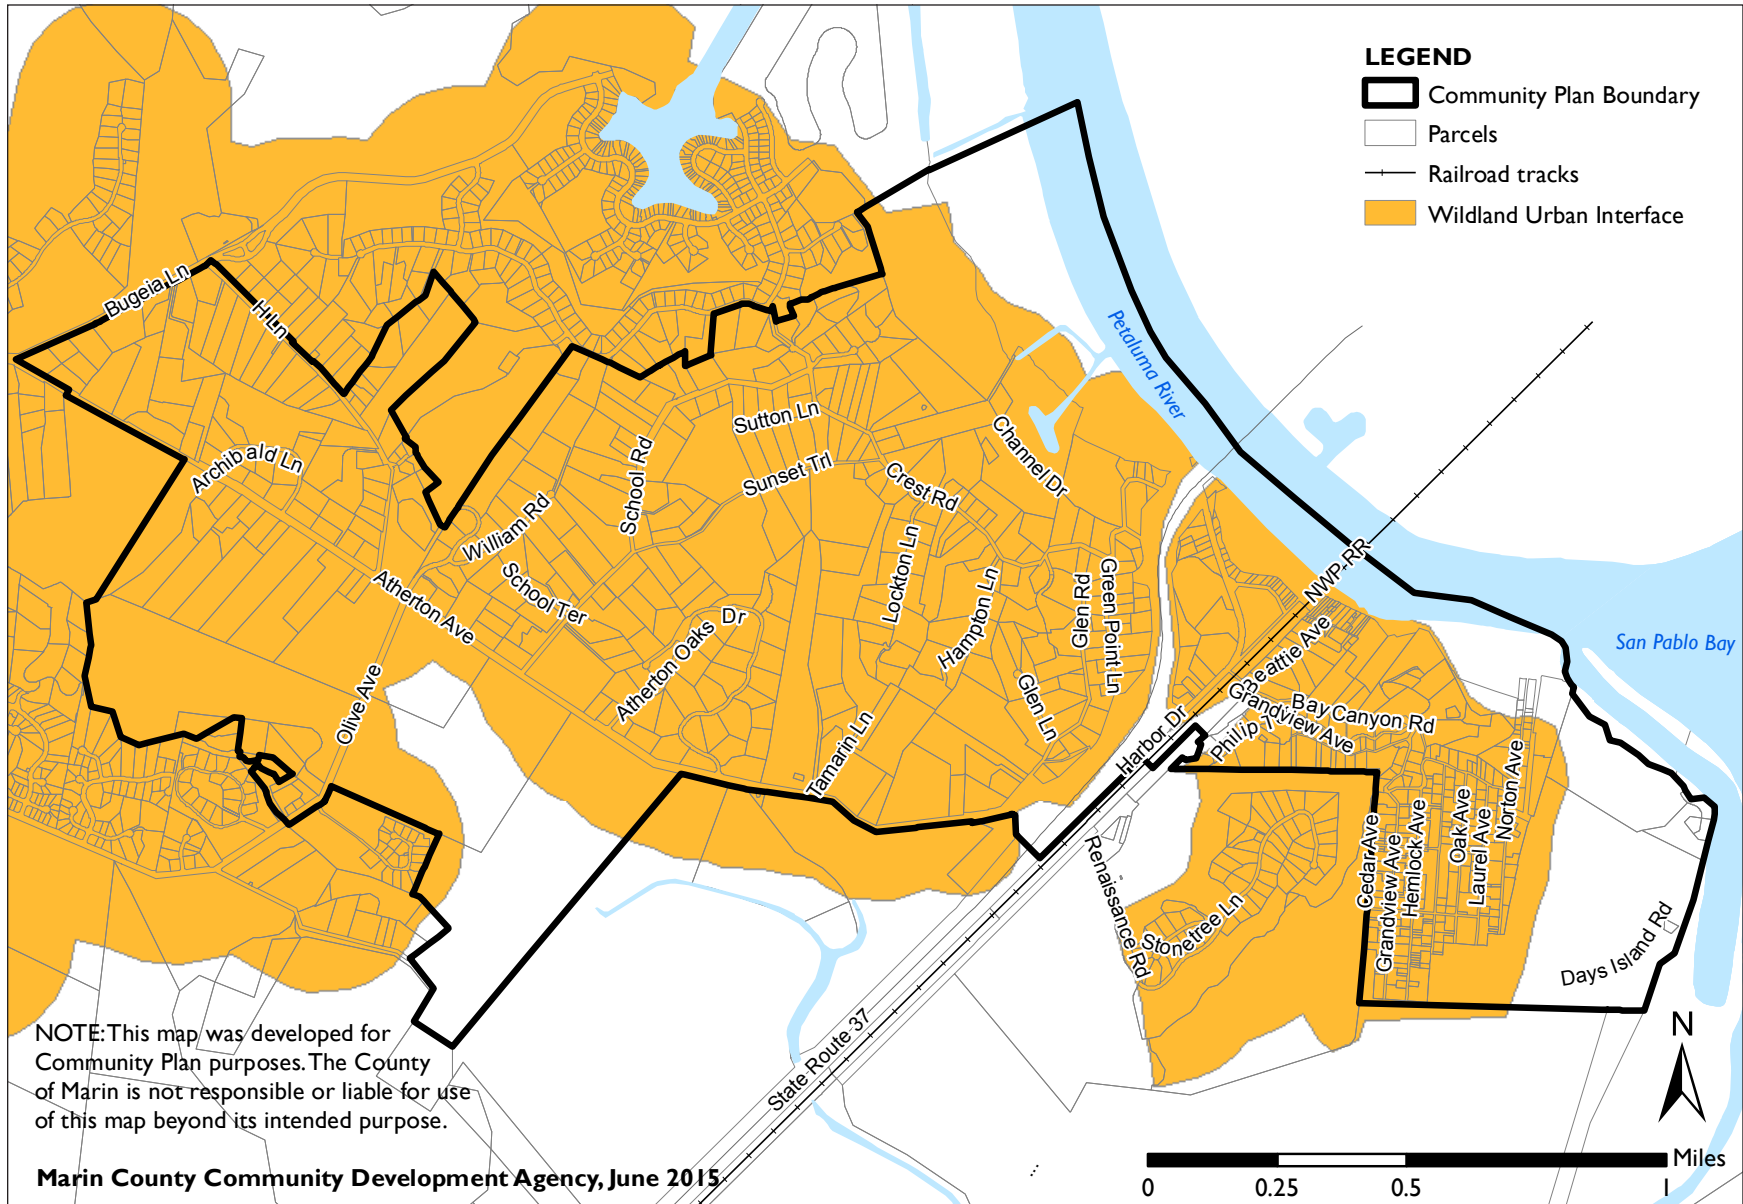 LEGEND
Community Plan Boundary
Parcels
Railroad tracks
Wildland Urban Interface
Bugeia Ln
H Ln
Petaluma River
Archibald Ln
Sutton Ln
School Rd
Sunset Trl
Crest Rd
Channel Dr
William Rd
School Ter
Atherton Ave
Lockton Ln
Hampton Ln
Glen Rd
Green Point Ln
NWP RR
San Pablo Bay
Atherton Oaks Dr
Olive Ave
Tamarin Ln
Glen Ln
Beattie Ave
Grandview Ave
Bay Canyon Rd
Harbor Dr
Cedar Ave
Grandview Ave
Hemlock Ave
Oak Ave
Laurel Ave
Norton Ave
Renaissance Rd
Stonetree Ln
Days Island Rd
State Route 37
NOTE: This map was developed for
Community Plan purposes. The County
of Marin is not responsible or liable for use
of this map beyond its intended purpose.
Marin County Community Development Agency, June 2015
N
Miles
0 0.25 0.5 1